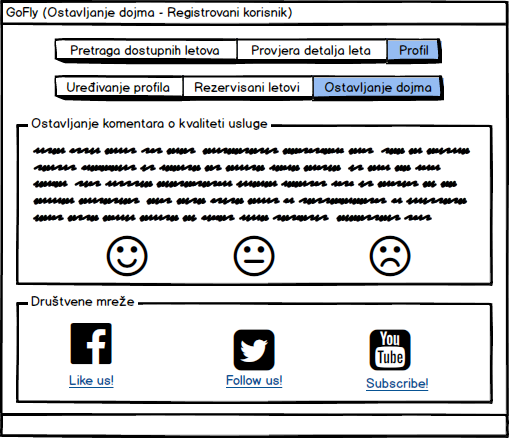 GoFly (Ostavljanje dojma - Registrovani korisnik)
Pretraga dostupnih letova Provjera detalja leta Profil
Uređivanje profila Rezervisani letovi Ostavljanje dojma
Ostavljanje komentara o kvaliteti usluge
Društvene mreže
You
Tube
Like us! Follow us! Subscribe!